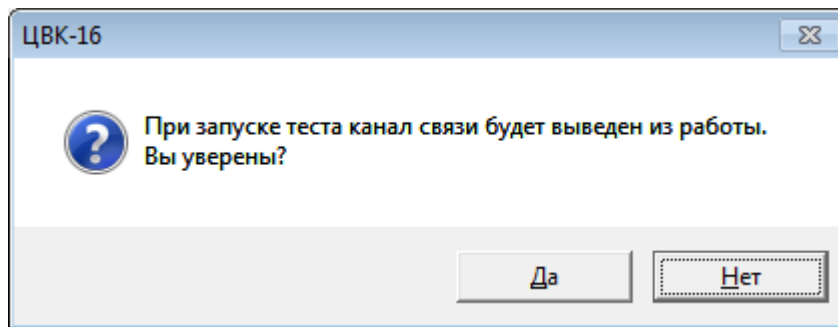 ЦВК-16
При запуске теста канал связи будет выведен из работы.
Вы уверены?
Да
Нет